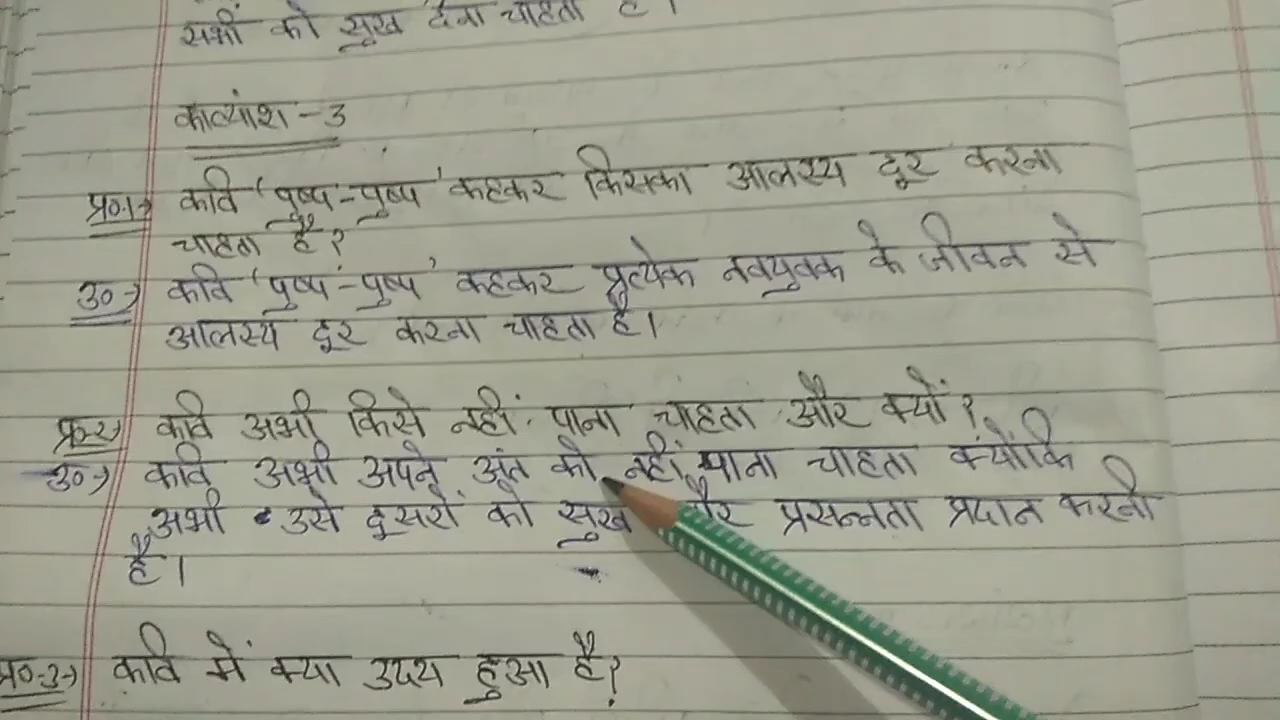 सभी को सुख देना चाहता है।
काव्यांश-3
प्र०1→ कवि 'पुष्प-पुष्प' कहकर किसका आलस्य दूर करना
चाहता है?
उ०→ कवि 'पुष्प-पुष्प' कहकर प्रत्येक नवयुवक के जीवन से
आलस्य दूर करना चाहता है।
प्र०2→ कवि अभी किसे नहीं पाना चाहता और क्यों?
उ०→ कवि अभी अपने अंत को नहीं पाना चाहता क्योंकि
अभी उसे दूसरों को सुख और प्रसन्नता प्रदान करनी
है।
प्र०-3→ कवि में क्या उदय हुआ है?